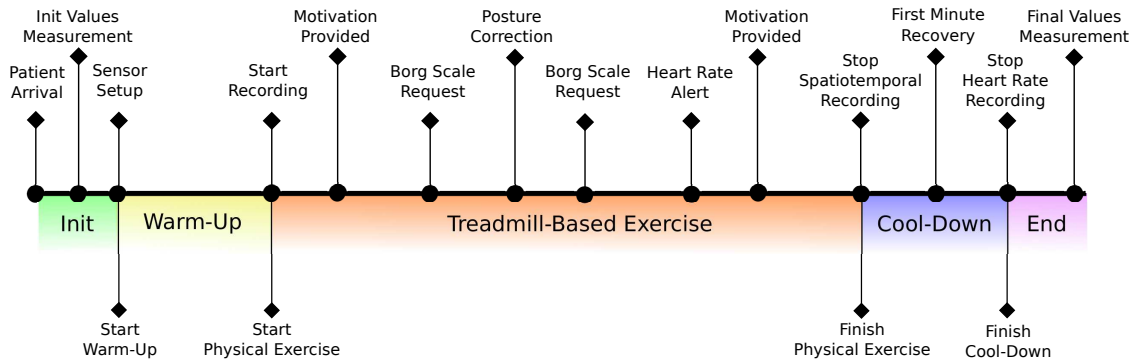 Init Values
Measurement
Motivation
Provided
Posture
Correction
Motivation
Provided
First Minute
Recovery
Final Values
Measurement
Patient
Arrival
Sensor
Setup
Start
Recording
Borg Scale
Request
Borg Scale
Request
Heart Rate
Alert
Stop
Spatiotemporal
Recording
Stop
Heart Rate
Recording
Init
Warm-Up
Treadmill-Based Exercise
Cool-Down
End
Start
Warm-Up
Start
Physical Exercise
Finish
Physical Exercise
Finish
Cool-Down